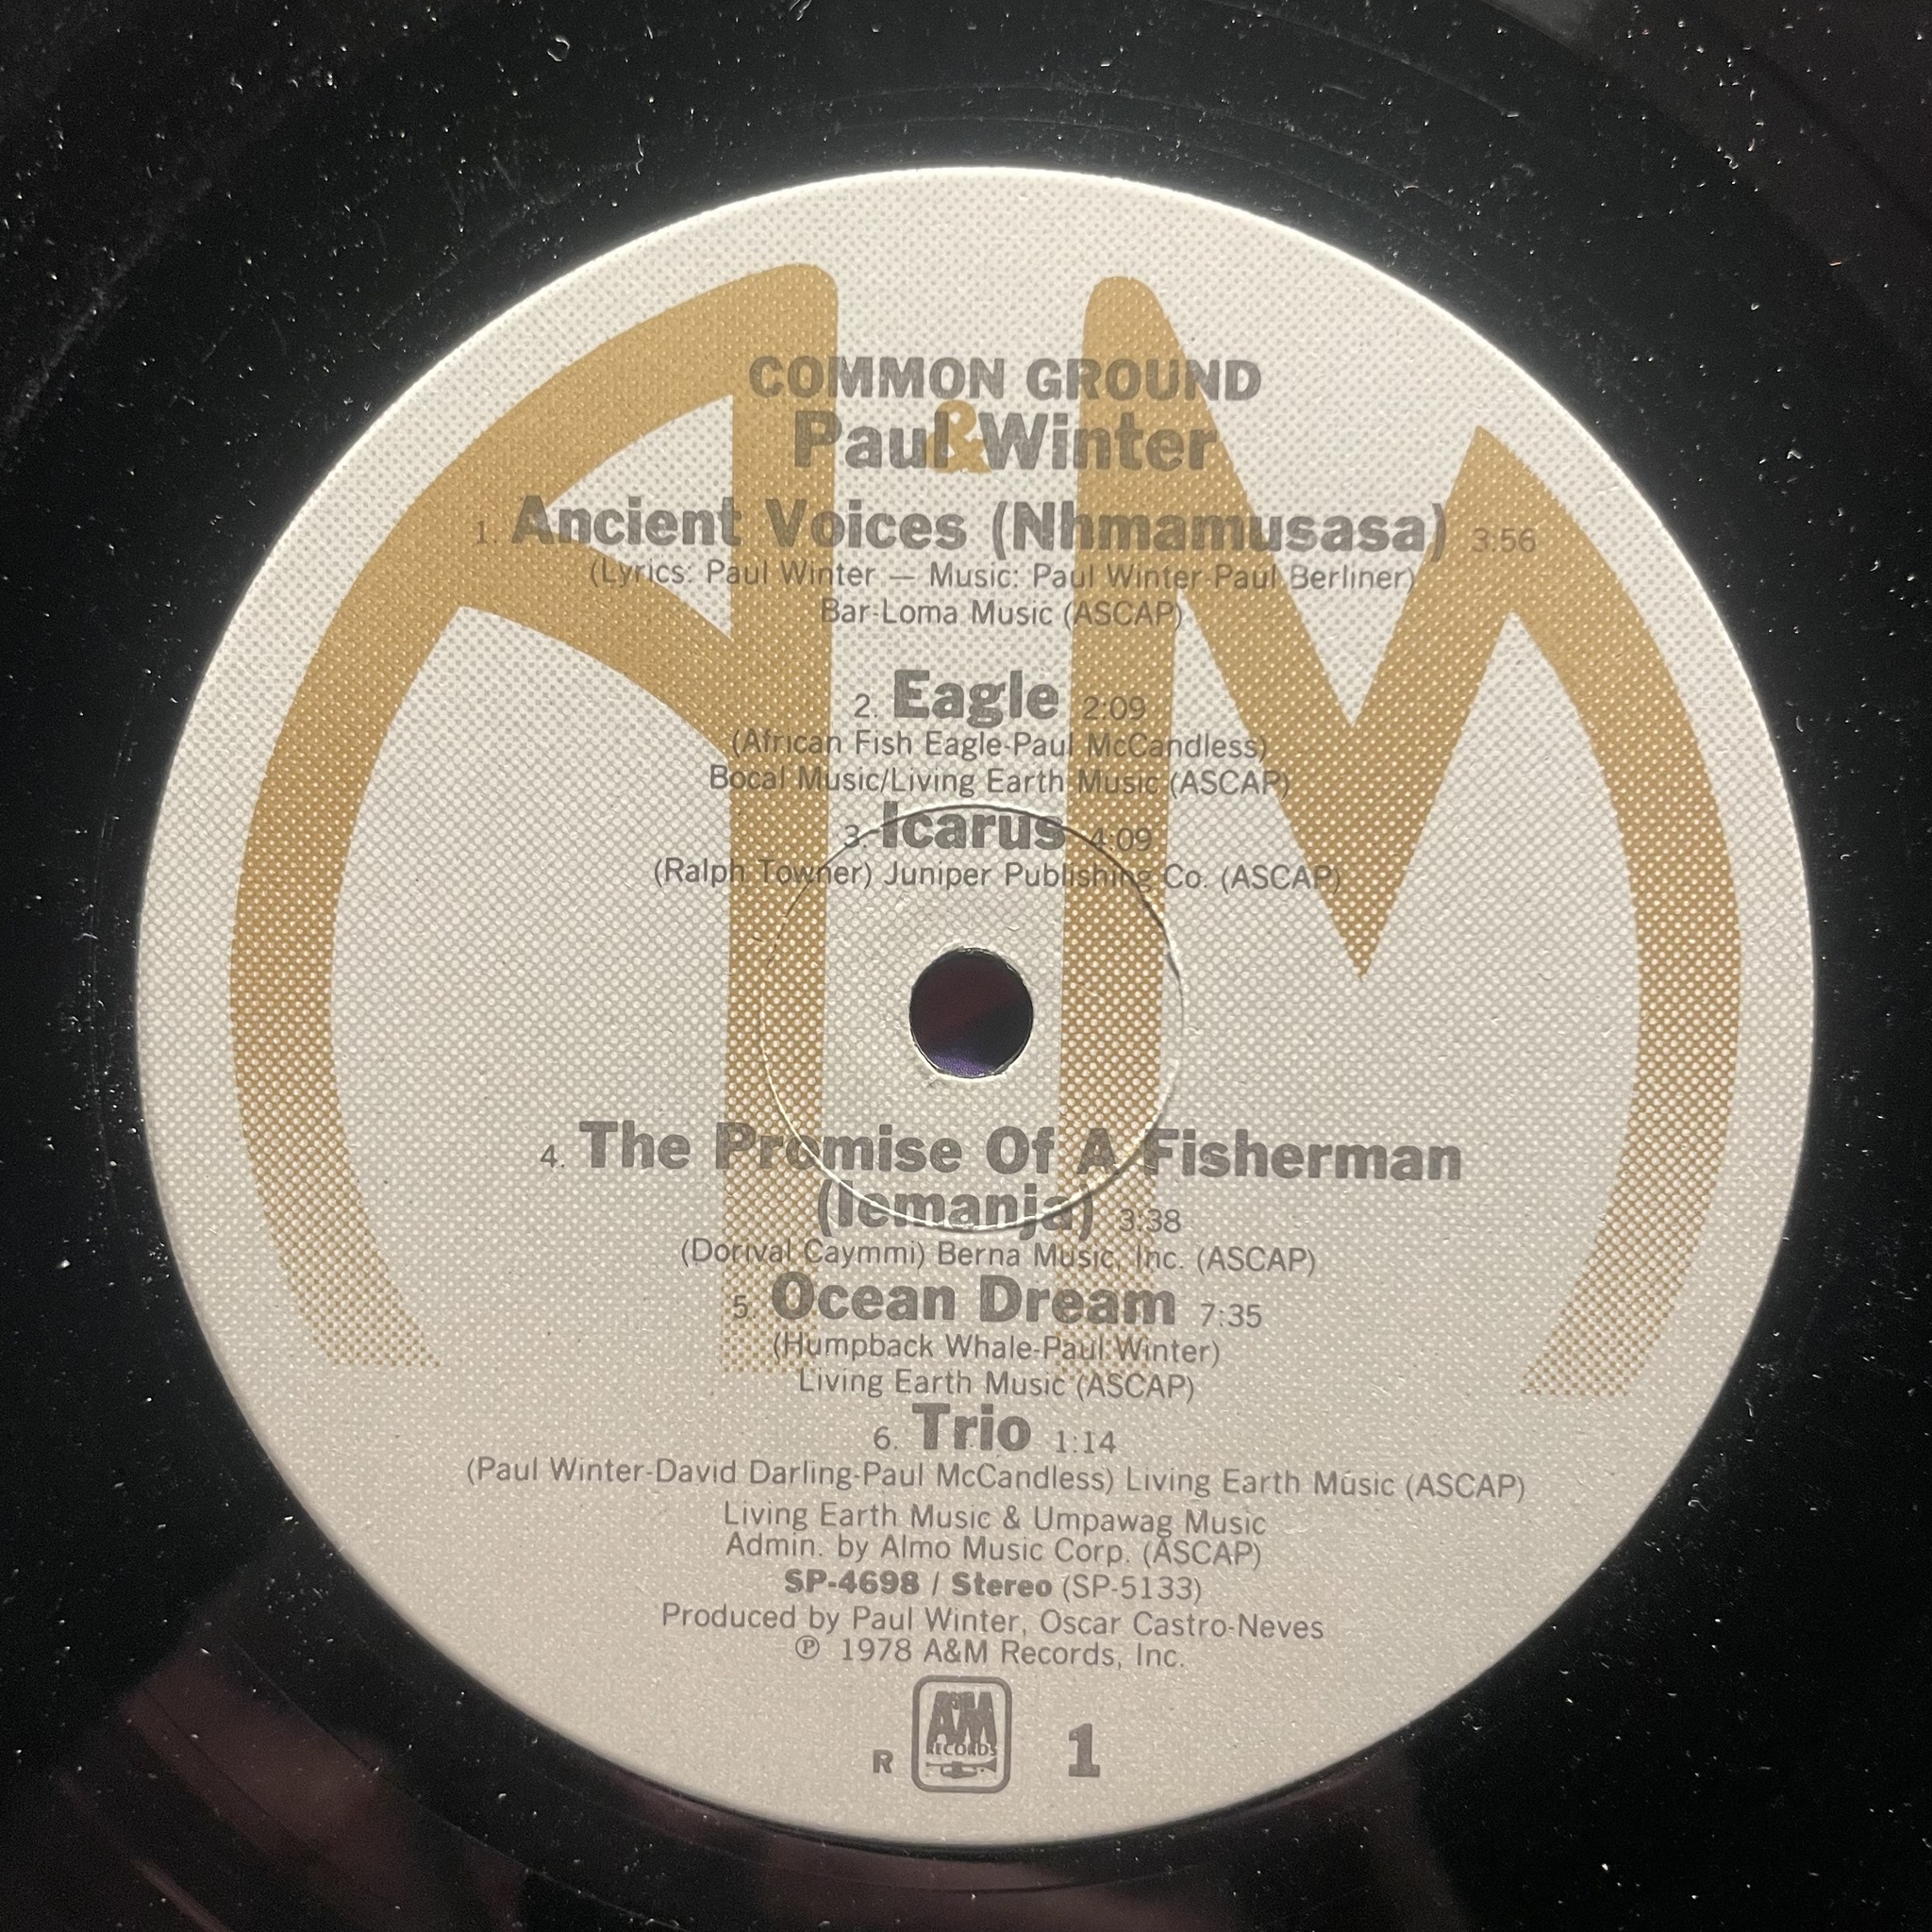 COMMON GROUND
Paul & Winter
1. Ancient Voices (Nhmamusasa) 3:56
(Lyrics: Paul Winter — Music: Paul Winter-Paul Berliner)
Bar-Loma Music (ASCAP)
2. Eagle 2:09
(African Fish Eagle-Paul McCandless)
Bocal Music/Living Earth Music (ASCAP)
3. Icarus 4:09
(Ralph Towner) Juniper Publishing Co. (ASCAP)
4. The Promise Of A Fisherman
(Iemanja) 3:38
(Dorival Caymmi) Berna Music, Inc. (ASCAP)
5. Ocean Dream 7:35
(Humpback Whale-Paul Winter)
Living Earth Music (ASCAP)
6. Trio 1:14
(Paul Winter-David Darling-Paul McCandless) Living Earth Music (ASCAP)
Living Earth Music & Umpawag Music
Admin. by Almo Music Corp. (ASCAP)
SP-4698 / Stereo (SP-5133)
Produced by Paul Winter, Oscar Castro-Neves
℗ 1978 A&M Records, Inc.
R A&M RECORDS 1